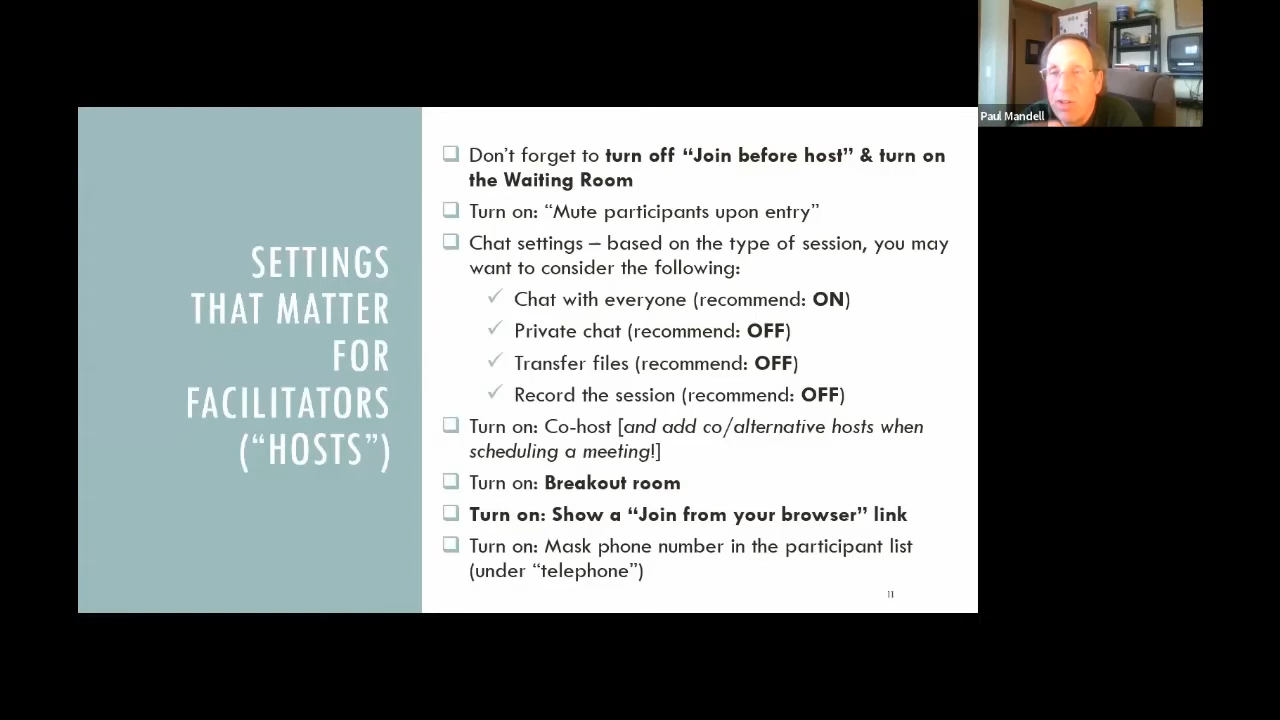 Paul Mandell
SETTINGS
THAT MATTER
FOR
FACILITATORS
(“HOSTS”)
Don’t forget to turn off “Join before host” & turn on
the Waiting Room
Turn on: “Mute participants upon entry”
Chat settings – based on the type of session, you may
want to consider the following:
Chat with everyone (recommend: ON)
Private chat (recommend: OFF)
Transfer files (recommend: OFF)
Record the session (recommend: OFF)
Turn on: Co-host [and add co/alternative hosts when
scheduling a meeting!]
Turn on: Breakout room
Turn on: Show a “Join from your browser” link
Turn on: Mask phone number in the participant list
(under “telephone”)
11